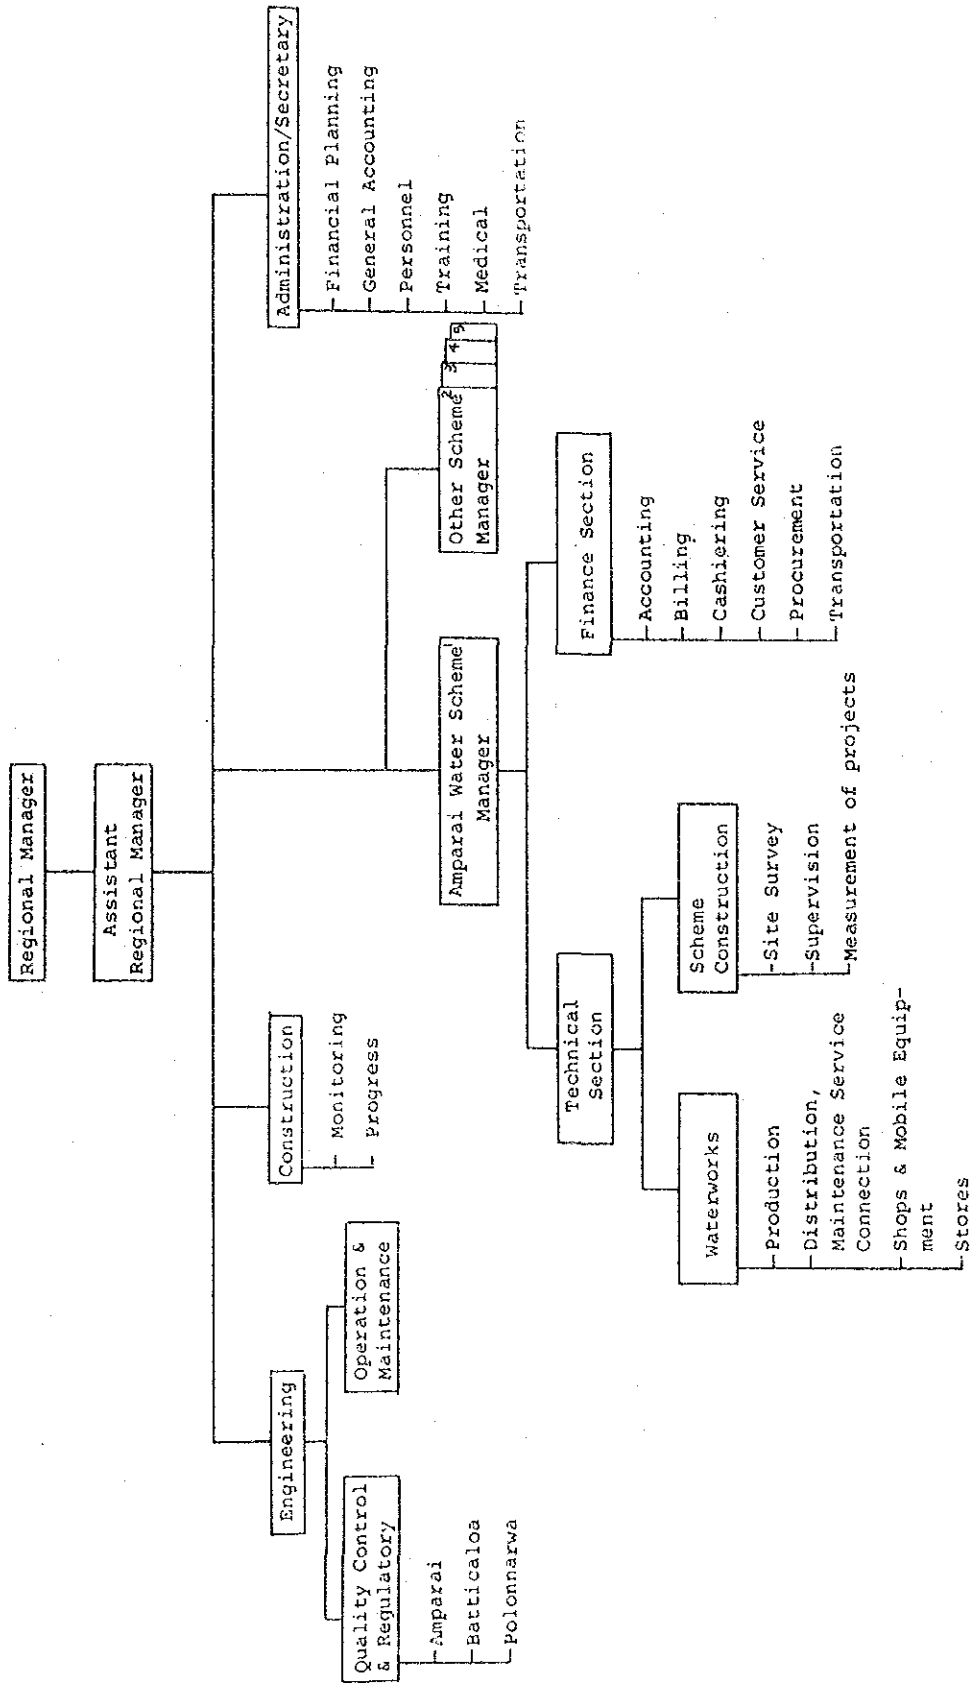 Regional Manager
Assistant
Regional Manager
Engineering
Construction
Administration/Secretary
- Monitoring
- Progress
-Financial Planning
-General Accounting
-Personnel
-Training
-Medical
-Transportation
Quality Control
& Regulatory
Operation &
Maintenance
-Amparai
-Batticaloa
-Polonnarwa
Amparai Water Scheme 1
Manager
Other Scheme 2
Manager
3
4
5
Technical
Section
Finance Section
-Accounting
-Billing
-Cashiering
-Customer Service
-Procurement
-Transportation
Waterworks
-Production
-Distribution,
Maintenance Service
Connection
-Shops & Mobile Equip-
ment
-Stores
Scheme
Construction
-Site Survey
-Supervision
-Measurement of projects